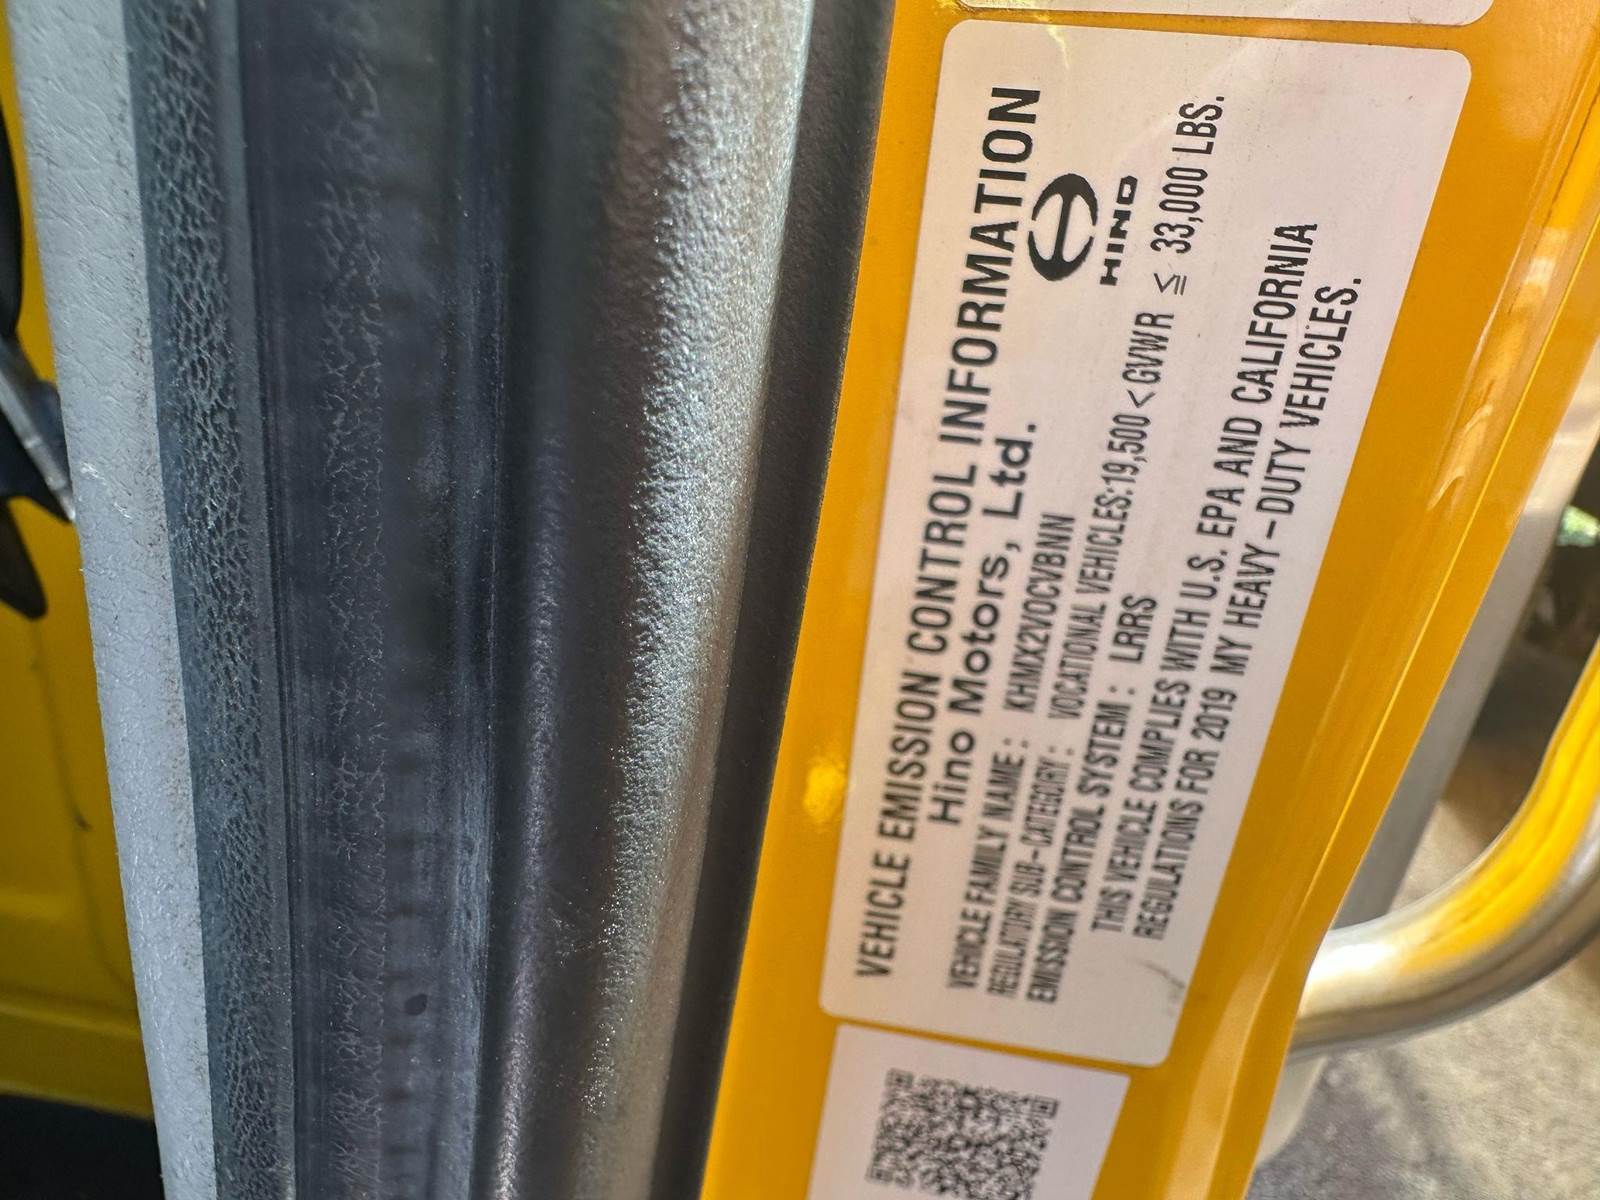 VEHICLE EMISSION CONTROL INFORMATION
Hino Motors, Ltd.
HINO
VEHICLE FAMILY NAME : KHMX2VOCVBNN
REGULATORY SUB-CATEGORY : VOCATIONAL VEHICLES:19,500<GVWR ≦ 33,000 LBS.
EMISSION CONTROL SYSTEM : LRRS
THIS VEHICLE COMPLIES WITH U.S. EPA AND CALIFORNIA
REGULATIONS FOR 2019 MY HEAVY-DUTY VEHICLES.